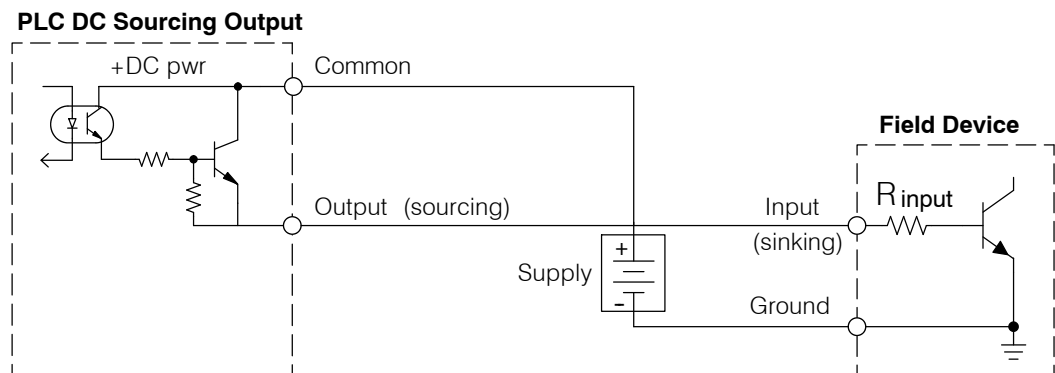 PLC DC Sourcing Output
+DC pwr
Common
Field Device
Output (sourcing)
Input
(sinking)
R input
+
Supply
-
Ground